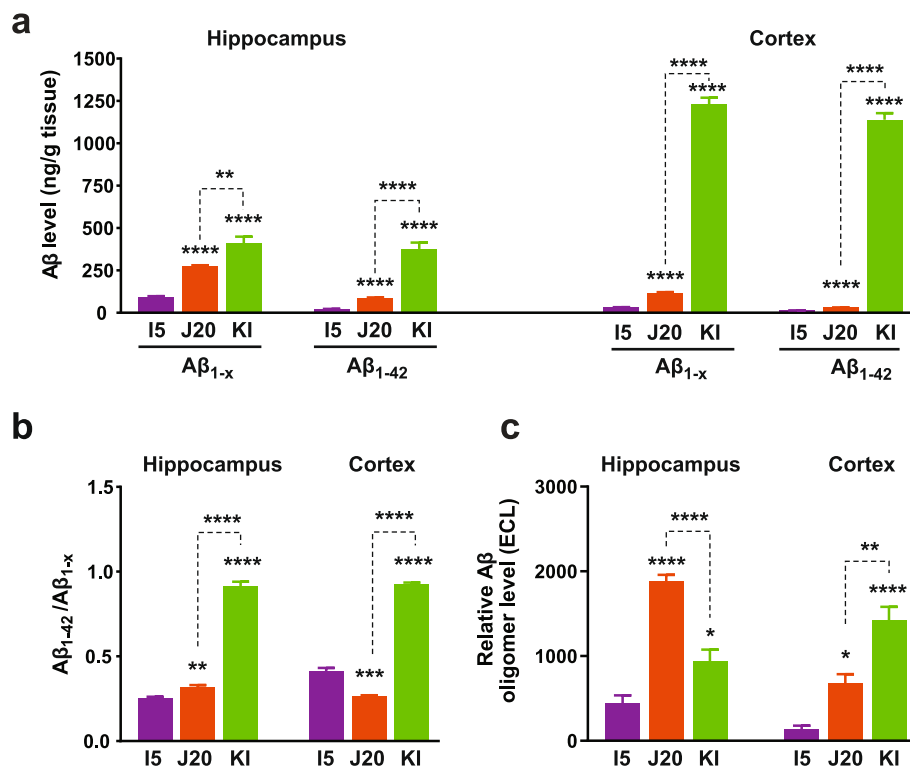 a
Hippocampus
Cortex
Aβ level (ng/g tissue)
1500
1250
1000
750
500
250
0
**
****
****
****
****
****
****
****
****
****
****
****
I5 J20 KI
I5 J20 KI
I5 J20 KI
I5 J20 KI
Aβ1-x
Aβ1-42
Aβ1-x
Aβ1-42
b
Hippocampus
Cortex
Aβ1-42/Aβ1-x
1.5
1.0
0.5
0.0
****
****
**
****
****
***
I5 J20 KI
I5 J20 KI
c
Hippocampus
Cortex
Relative Aβ
oligomer level (ECL)
3000
2000
1000
0
****
****
*
**
****
*
I5 J20 KI
I5 J20 KI